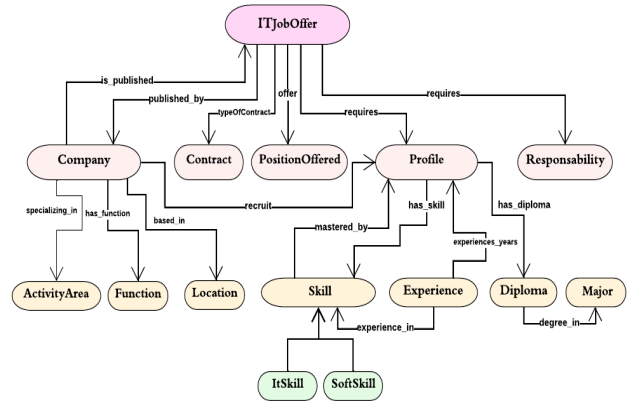 ITJobOffer
is_published
published_by
offer
requires
typeOfContract
requires
Company
Contract
PositionOffered
Profile
Responsability
specializing_in
has_function
based_in
recruit
has_skill
has_diploma
mastered_by
experiences_years
ActivityArea
Function
Location
Skill
Experience
Diploma
Major
experience_in
degree_in
ItSkill
SoftSkill